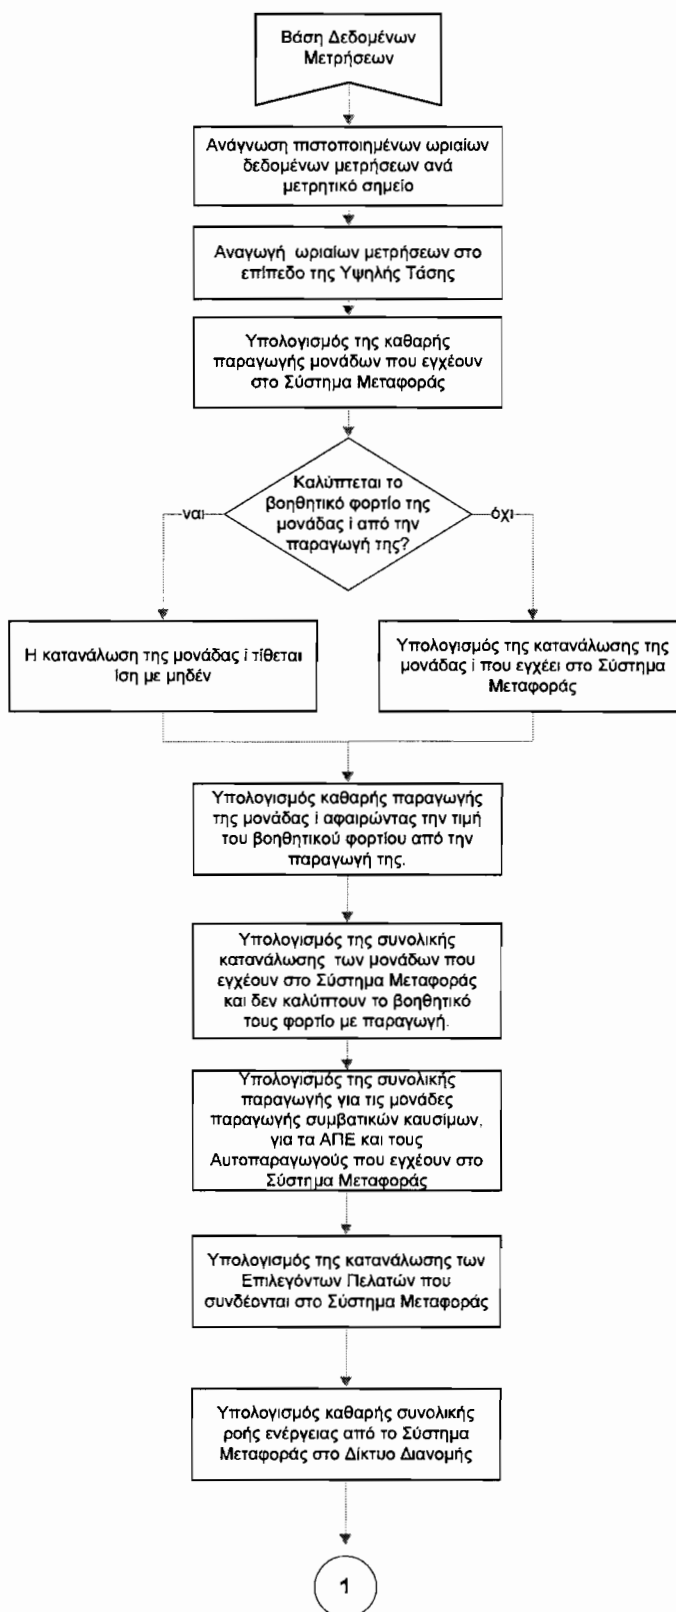 Βάση Δεδομένων
Μετρήσεων
Ανάγνωση πιστοποιημένων ωριαίων
δεδομένων μετρήσεων ανά
μετρητικό σημείο
Αναγωγή ωριαίων μετρήσεων στο
επίπεδο της Υψηλής Τάσης
Υπολογισμός της καθαρής
παραγωγής μονάδων που εγχέουν
στο Σύστημα Μεταφοράς
Καλύπτεται το
βοηθητικό φορτίο της
μονάδας i από την
παραγωγή της?
ναι
όχι
Η κατανάλωση της μονάδας i τίθεται
ίση με μηδέν
Υπολογισμός της κατανάλωσης της
μονάδας i που εγχέει στο Σύστημα
Μεταφοράς
Υπολογισμός καθαρής παραγωγής
της μονάδας i αφαιρώντας την τιμή
του βοηθητικού φορτίου από την
παραγωγή της.
Υπολογισμός της συνολικής
κατανάλωσης των μονάδων που
εγχέουν στο Σύστημα Μεταφοράς
και δεν καλύπτουν το βοηθητικό
τους φορτίο με παραγωγή.
Υπολογισμός της συνολικής
παραγωγής για τις μονάδες
παραγωγής συμβατικών καυσίμων,
για τα ΑΠΕ και τους
Αυτοπαραγωγούς που εγχέουν στο
Σύστημα Μεταφοράς
Υπολογισμός της κατανάλωσης των
Επιλεγόντων Πελατών που
συνδέονται στο Σύστημα Μεταφοράς
Υπολογισμός καθαρής συνολικής
ροής ενέργειας από το Σύστημα
Μεταφοράς στο Δίκτυο Διανομής
1